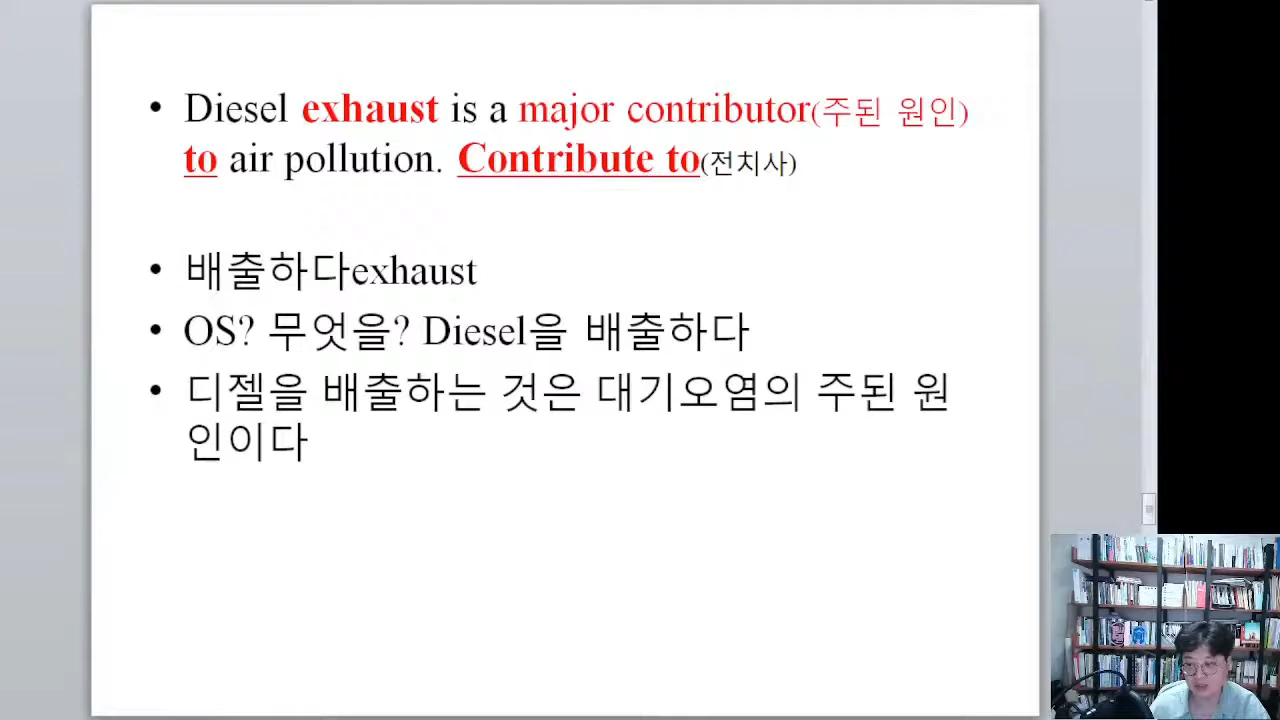 • Diesel exhaust is a major contributor(주된 원인)
to air pollution. Contribute to(전치사)
• 배출하다exhaust
• OS? 무엇을? Diesel을 배출하다
• 디젤을 배출하는 것은 대기오염의 주된 원
인이다